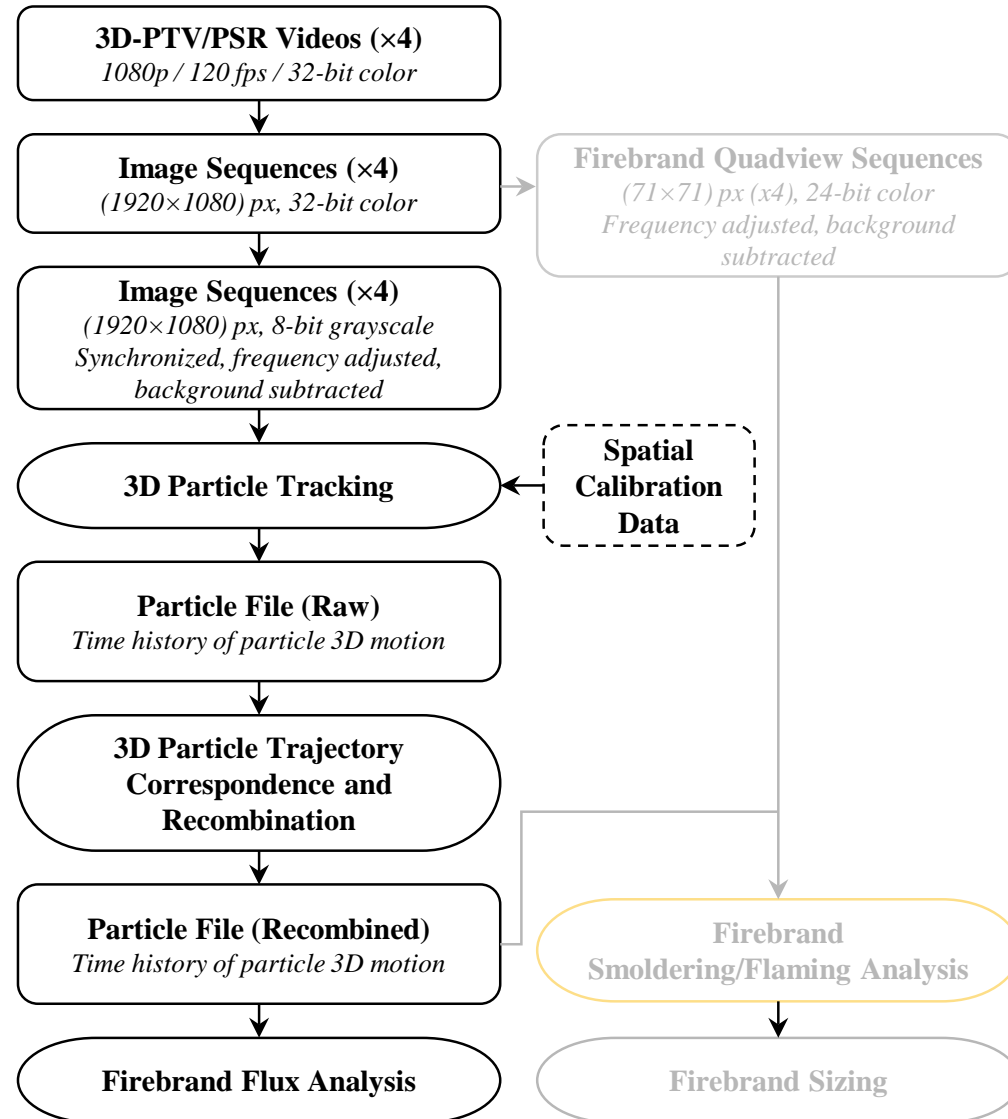 3D-PTV/PSR Videos (×4)
1080p / 120 fps / 32-bit color
Image Sequences (×4)
(1920×1080) px, 32-bit color
Firebrand Quadview Sequences
(71×71) px (x4), 24-bit color
Frequency adjusted, background
subtracted
Image Sequences (×4)
(1920×1080) px, 8-bit grayscale
Synchronized, frequency adjusted,
background subtracted
3D Particle Tracking
Spatial
Calibration
Data
Particle File (Raw)
Time history of particle 3D motion
3D Particle Trajectory
Correspondence and
Recombination
Particle File (Recombined)
Time history of particle 3D motion
Firebrand
Smoldering/Flaming Analysis
Firebrand Flux Analysis
Firebrand Sizing